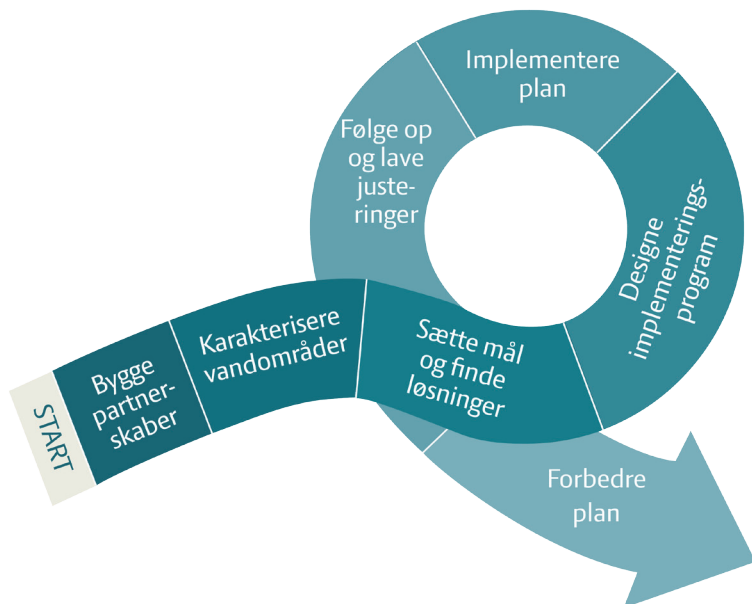 START
Bygge
partner-
skaber
Karakterisere
vandområder
Sætte mål
og finde
løsninger
Designe
implementerings-
program
Implementere
plan
Følge op
og lave
juste-
ringer
Forbedre
plan